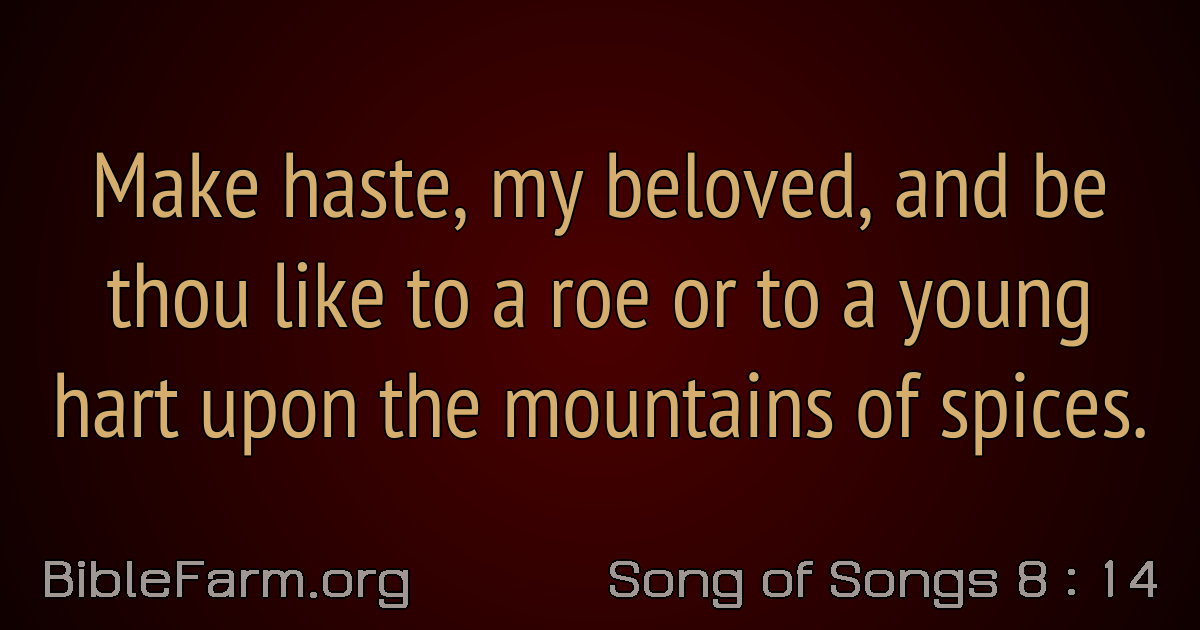 Make haste, my beloved, and be
thou like to a roe or to a young
hart upon the mountains of spices.
BibleFarm.org
Song of Songs 8 : 14